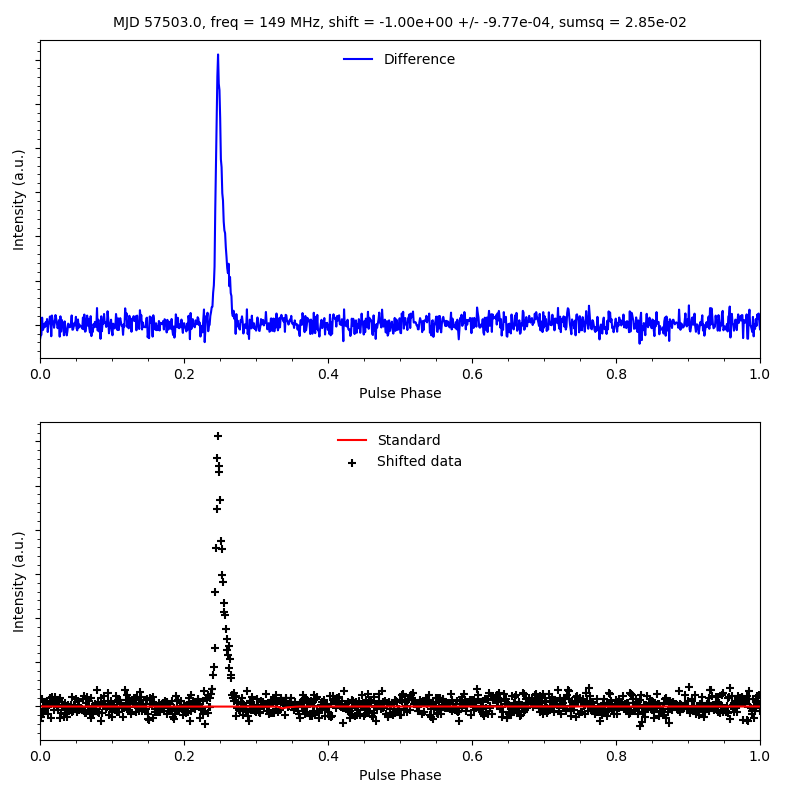 MJD 57503.0, freq = 149 MHz, shift = -1.00e+00 +/- -9.77e-04, sumsq = 2.85e-02
Difference
Intensity (a.u.)
0.0 0.2 0.4 0.6 0.8 1.0
Pulse Phase
Standard
Shifted data
Intensity (a.u.)
0.0 0.2 0.4 0.6 0.8 1.0
Pulse Phase